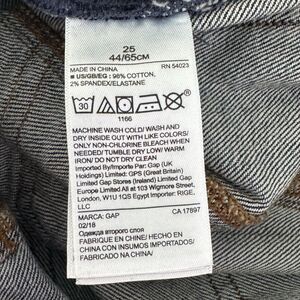 25
44/65CM
MADE IN CHINA RN 54023
US/GB/EG: 98% COTTON,
2% SPANDEX/ELASTANE
30
1166
MACHINE WASH COLD/ WASH AND
DRY INSIDE OUT WITH LIKE COLORS/
ONLY NON-CHLORINE BLEACH WHEN
NEEDED/ TUMBLE DRY LOW/ WARM
IRON/ DO NOT DRY CLEAN
Imported By/Importé Par: Gap (UK
Holdings) Limited: GPS (Great Britain)
Limited Gap Stores (Ireland) Limited Gap
Europe Limited All at 103 Wigmore Street,
London, W1U 1QS Egypt Importer: RIGE,
LLC
MARCA: GAP CA 17897
02/18
Одежда второго слоя
FABRIQUE EN CHINE/ HECHO EN
CHINA CON INSUMOS IMPORTADOS/
FABRICADO NA CHINA